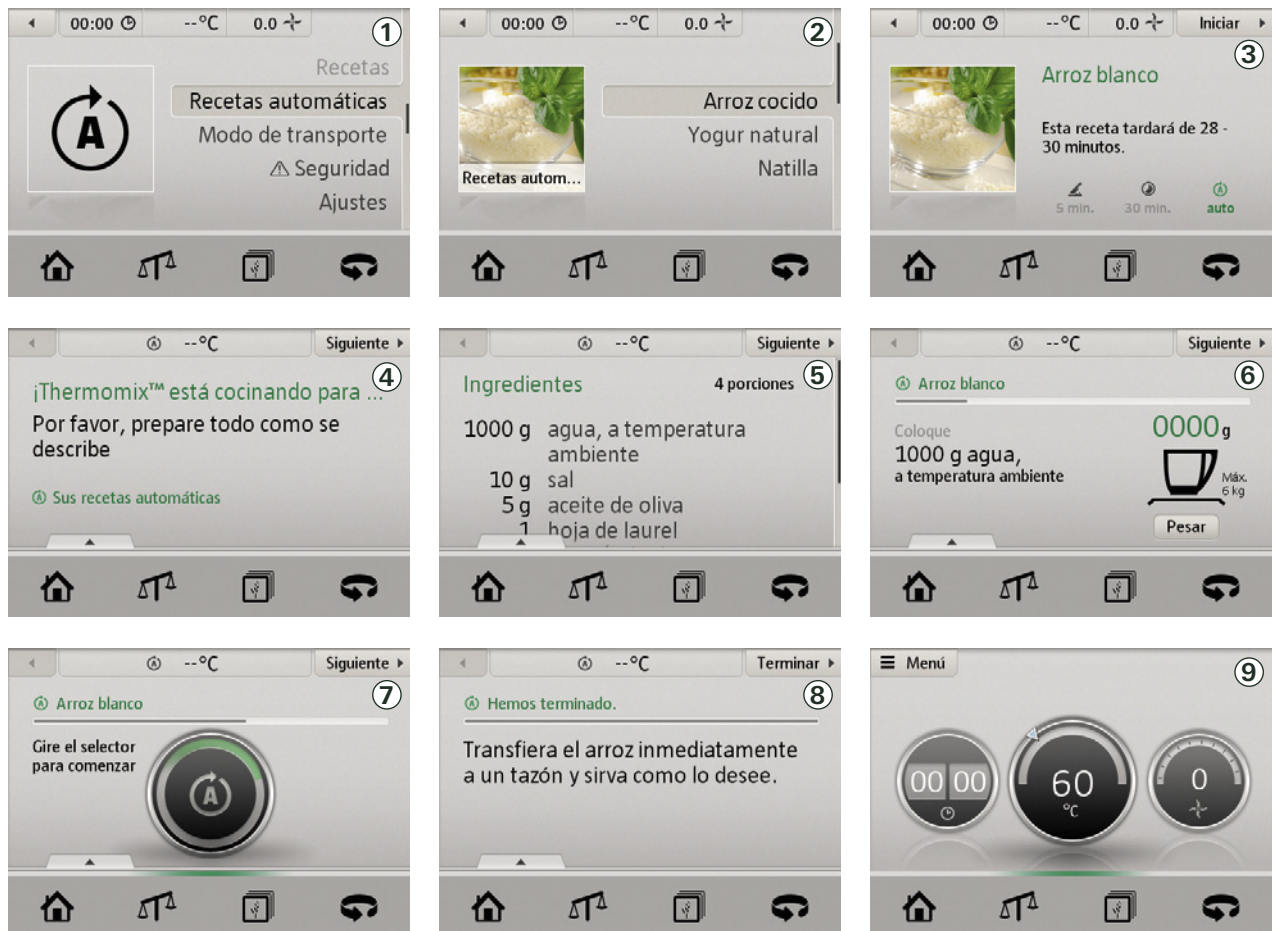 00:00 --°C 0.0
1
Recetas
Recetas automáticas
Modo de transporte
Seguridad
Ajustes
A
00:00 --°C 0.0
2
Arroz cocido
Yogur natural
Natilla
Recetas autom...
00:00 --°C 0.0 Iniciar
3
Arroz blanco
Esta receta tardará de 28 -
30 minutos.
5 min. 30 min. auto
--°C Siguiente
4
¡Thermomix™ está cocinando para ...
Por favor, prepare todo como se
describe
Sus recetas automáticas
--°C Siguiente
5
Ingredientes 4 porciones
1000 g agua, a temperatura
ambiente
10 g sal
5 g aceite de oliva
1 hoja de laurel
--°C Siguiente
6
Arroz blanco
Coloque
1000 g agua,
a temperatura ambiente
0000 g
Máx.
6 kg
Pesar
--°C Siguiente
7
Arroz blanco
Gire el selector
para comenzar
A
--°C Terminar
8
Hemos terminado.
Transfiera el arroz inmediatamente
a un tazón y sirva como lo desee.
Menú
9
00 00
60
°C
0